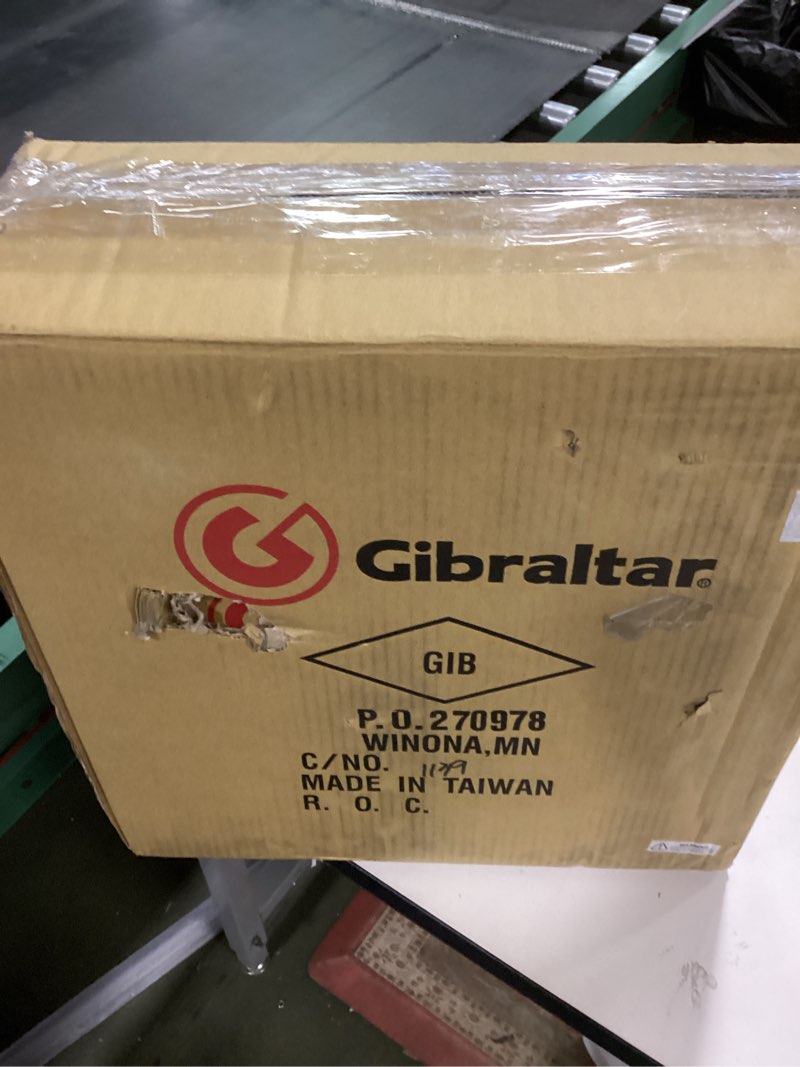 Gibraltar®
GIB
P.O.270978
WINONA,MN
C/NO.
MADE IN TAIWAN
R. O. C.